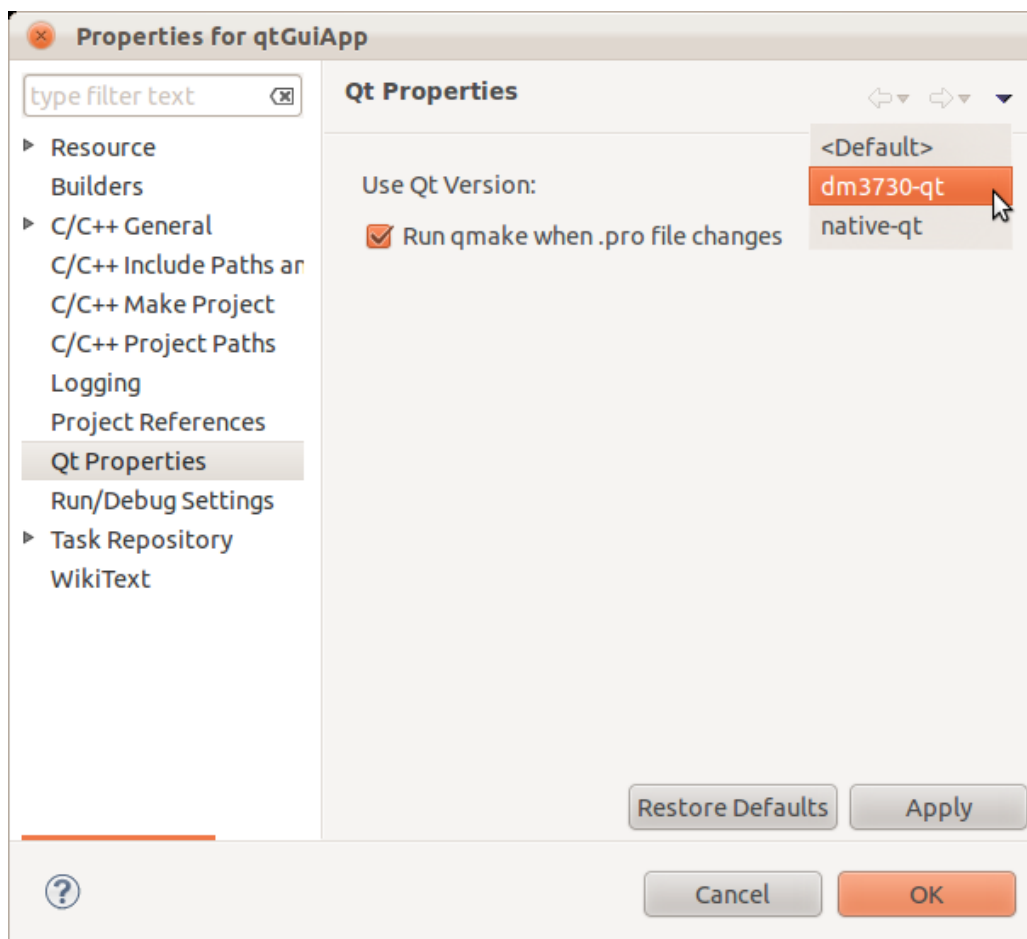 Properties for qtGuiApp
type filter text
Resource
Builders
C/C++ General
C/C++ Include Paths an
C/C++ Make Project
C/C++ Project Paths
Logging
Project References
Qt Properties
Run/Debug Settings
Task Repository
WikiText
Qt Properties
Use Qt Version:
<Default>
dm3730-qt
native-qt
Run qmake when .pro file changes
Restore Defaults
Apply
?
Cancel
OK